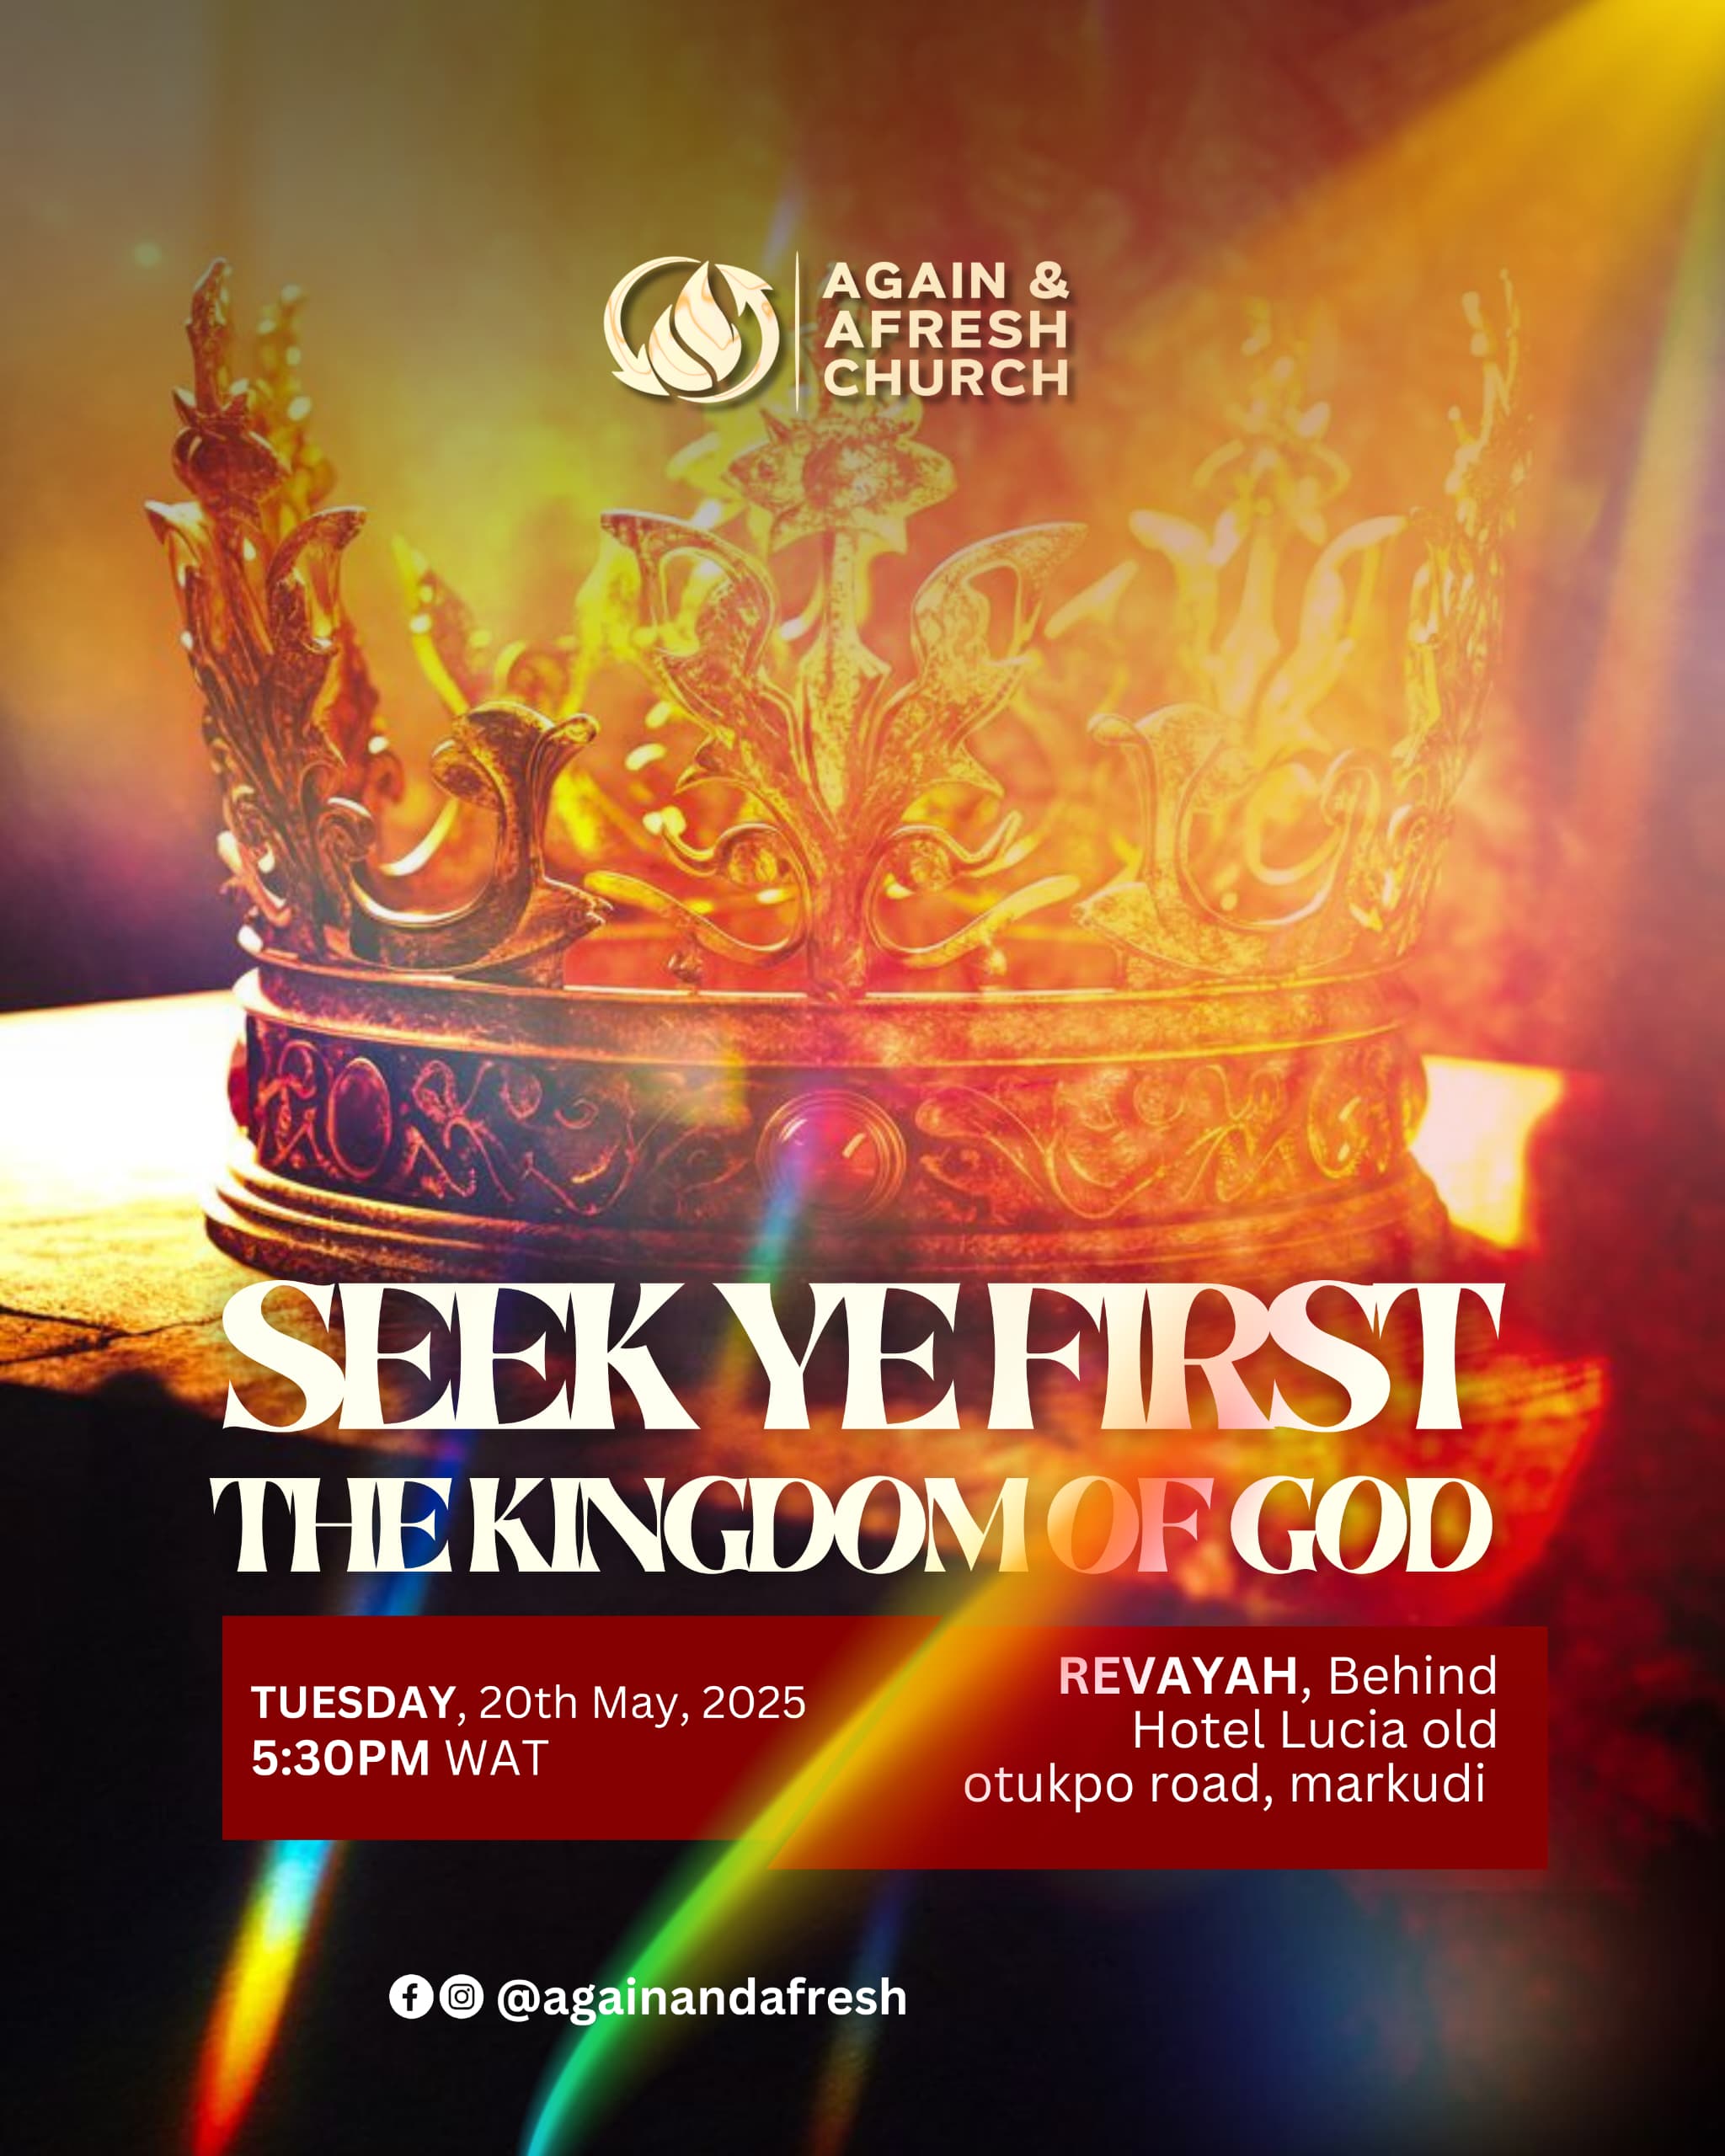 AGAIN &
AFRESH
CHURCH
SEEK YE FIRST
THE KINGDOM OF GOD
TUESDAY, 20th May, 2025
5:30PM WAT
REVAYAH, Behind
Hotel Lucia old
otukpo road, markudi
@againandafresh